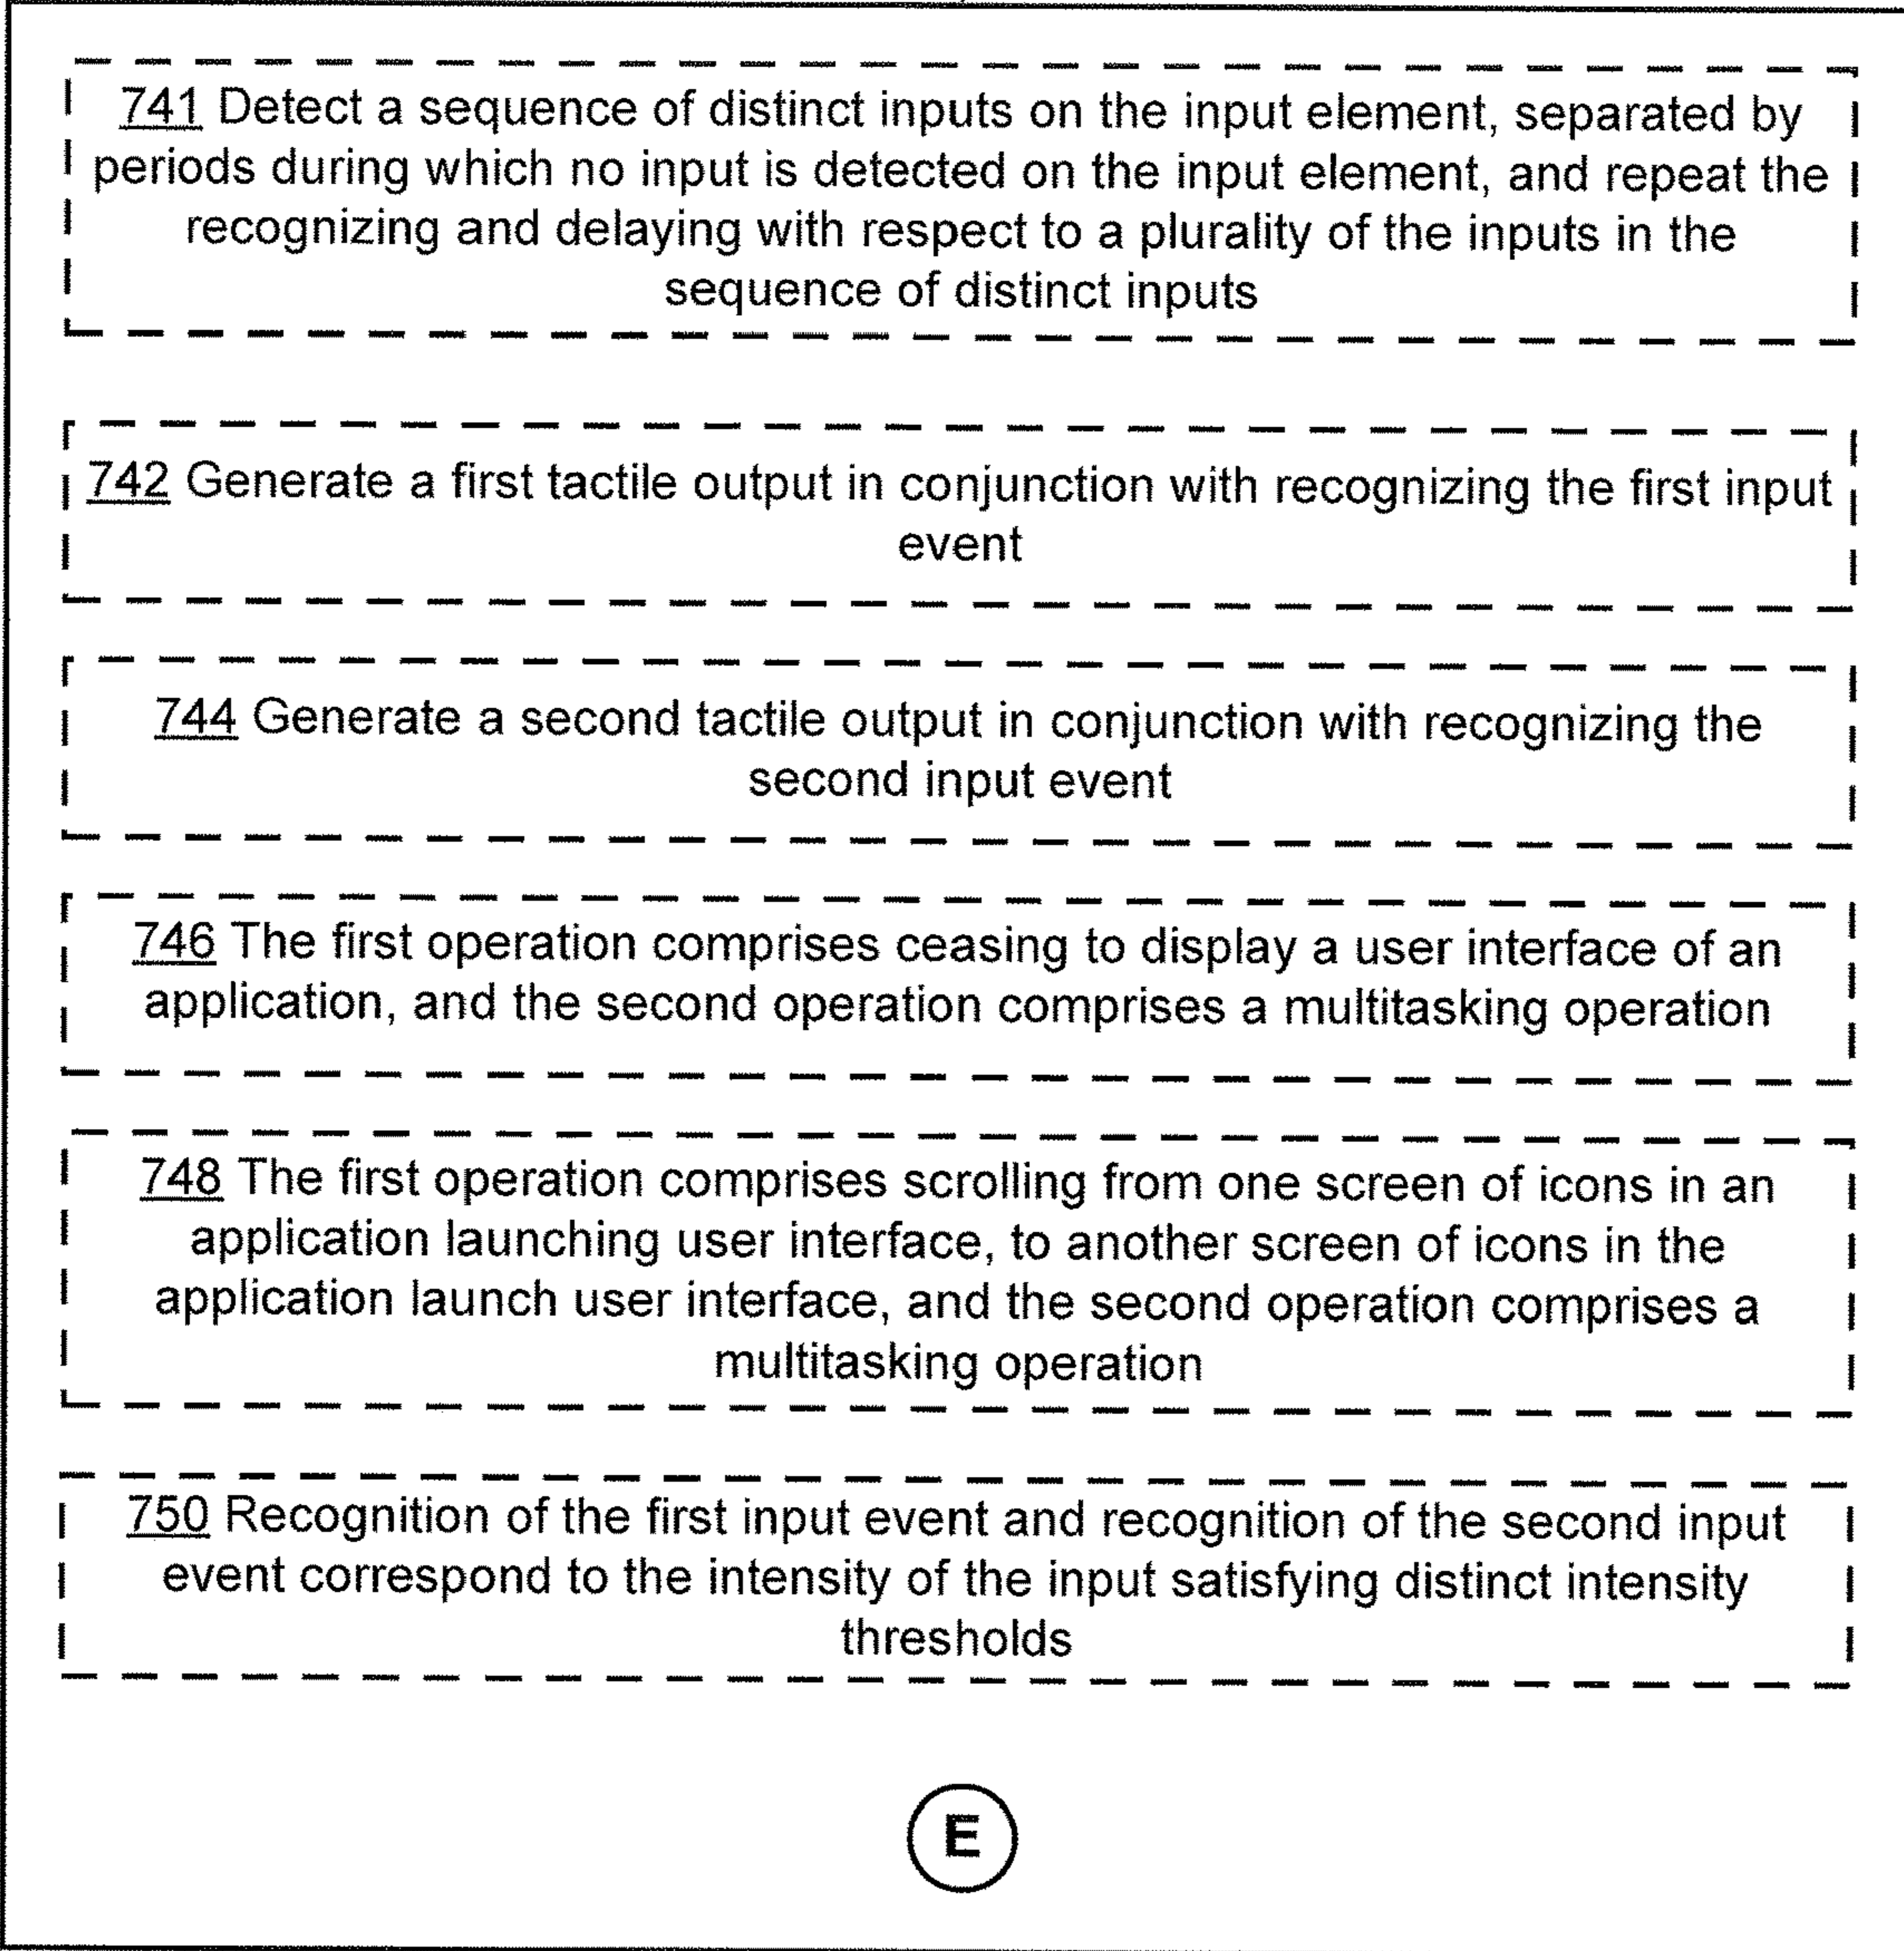 741 Detect a sequence of distinct inputs on the input element, separated by
periods during which no input is detected on the input element, and repeat the
recognizing and delaying with respect to a plurality of the inputs in the
sequence of distinct inputs
742 Generate a first tactile output in conjunction with recognizing the first input
event
744 Generate a second tactile output in conjunction with recognizing the
second input event
746 The first operation comprises ceasing to display a user interface of an
application, and the second operation comprises a multitasking operation
748 The first operation comprises scrolling from one screen of icons in an
application launching user interface, to another screen of icons in the
application launch user interface, and the second operation comprises a
multitasking operation
750 Recognition of the first input event and recognition of the second input
event correspond to the intensity of the input satisfying distinct intensity
thresholds
E